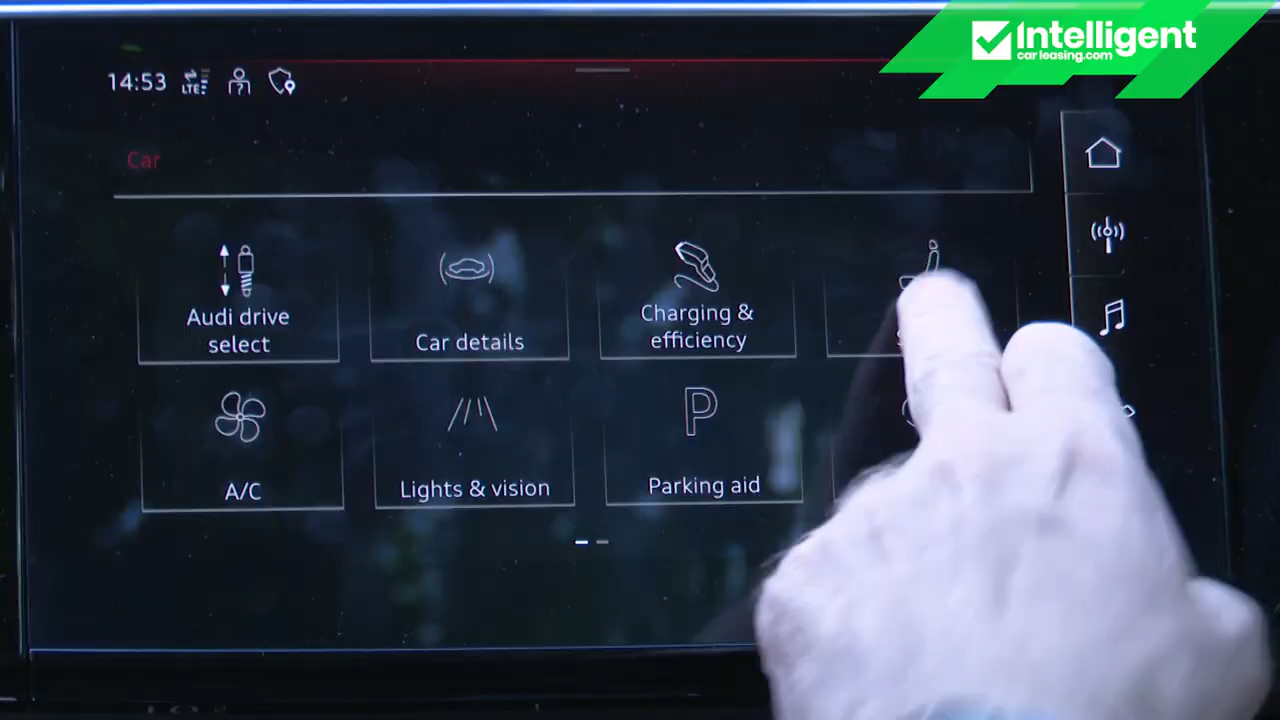 Intelligent
carleasing.com
14:53
LTE
Car
Audi drive
select
Car details
Charging &
efficiency
A/C
Lights & vision
P
Parking aid